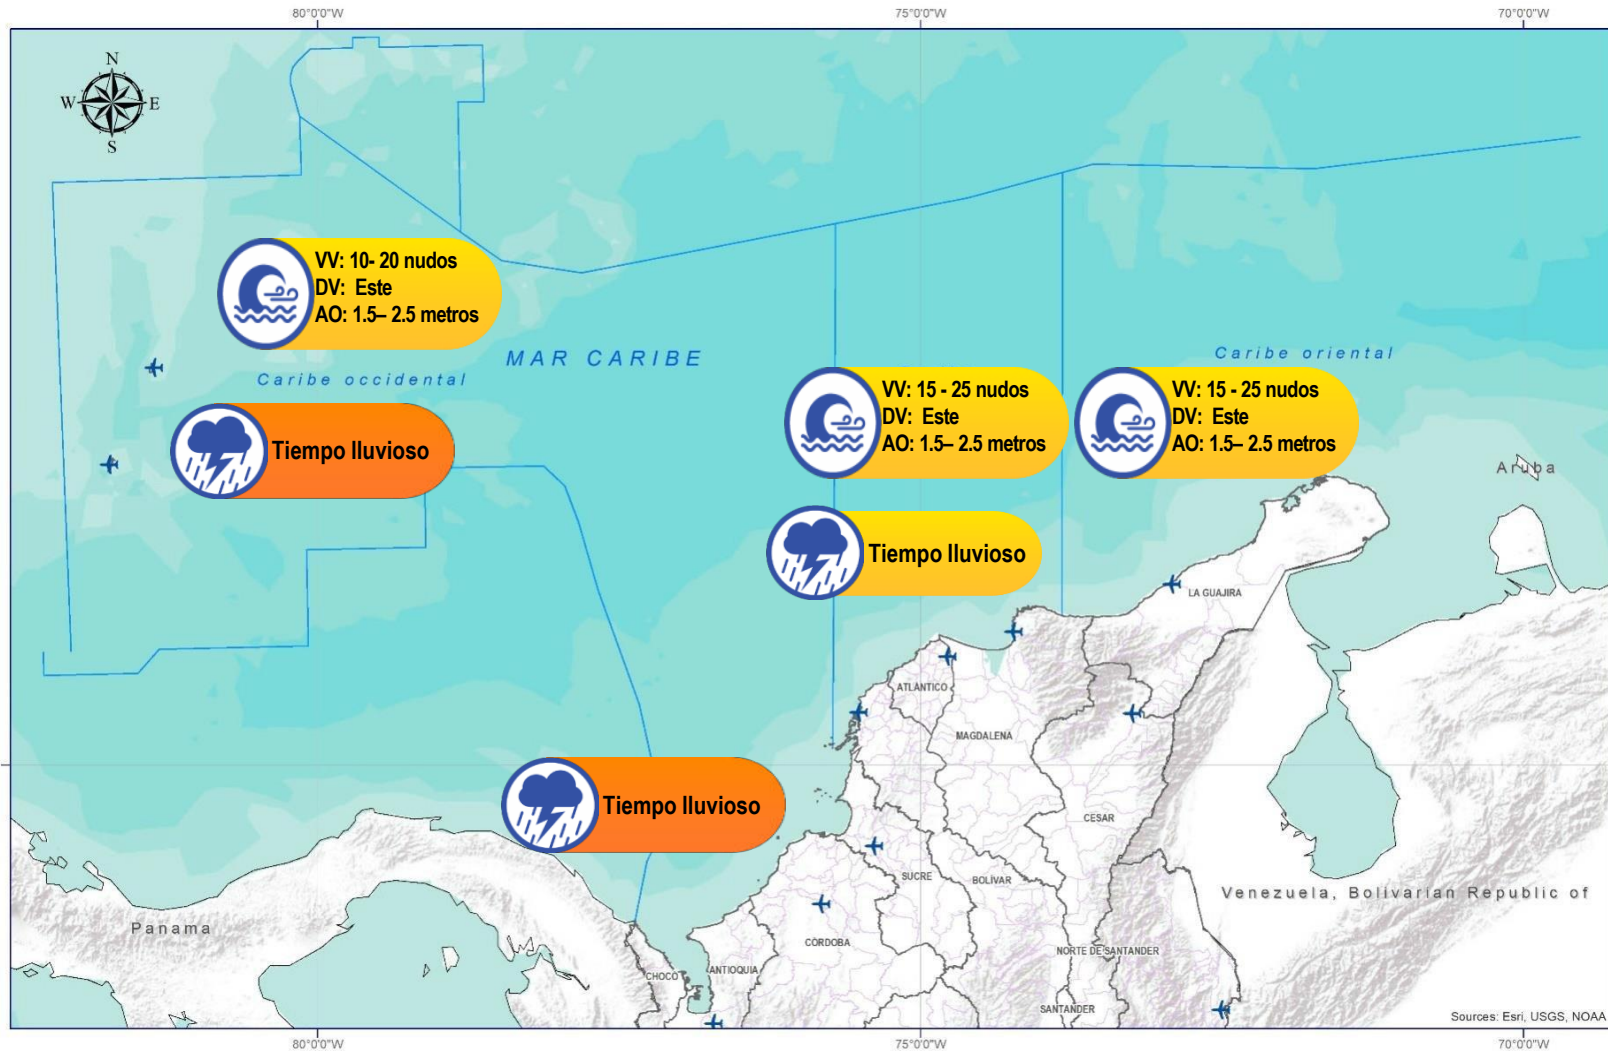 80°0'0"W
75°0'0"W
70°0'0"W
N
W
E
S
VV: 10- 20 nudos
DV:  Este
AO: 1.5– 2.5 metros
MAR CARIBE
Caribe occidental
Caribe oriental
VV: 15 - 25 nudos
DV:  Este
AO: 1.5– 2.5 metros
VV: 15 - 25 nudos
DV:  Este
AO: 1.5– 2.5 metros
Tiempo lluvioso
Aruba
Tiempo lluvioso
LA GUAJIRA
ATLÁNTICO
MAGDALENA
Tiempo lluvioso
CESAR
SUCRE
BOLÍVAR
Venezuela, Bolivarian Republic of
Panama
CÓRDOBA
NORTE DE SANTANDER
CHOCÓ
ANTIOQUIA
SANTANDER
Sources: Esri, USGS, NOAA
80°0'0"W
75°0'0"W
70°0'0"W